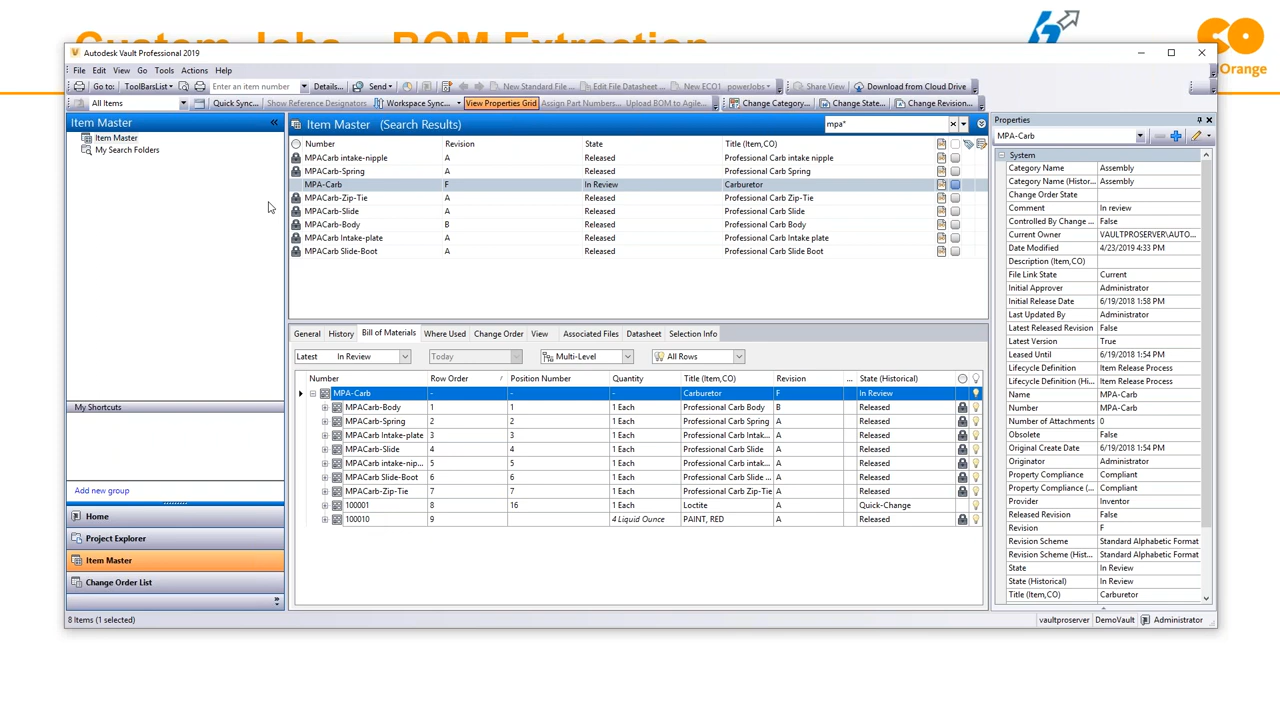 Custom Jobs – BOM Extraction
CO
Orange
Autodesk Vault Professional 2019
File Edit View Go Tools Actions Help
Go to: ToolBarsList Enter an item number Details... Send New Standard File... Edit File Datasheet... New ECO1 powerJobs Share View Download from Cloud Drive
All Items Quick Sync... Show Reference Designators Workspace Sync... View Properties Grid Assign Part Numbers... Upload BOM to Agile... Change Category... Change State... Change Revision...
Item Master
Item Master
My Search Folders
My Shortcuts
Add new group
Home
Project Explorer
Item Master
Change Order List
Item Master (Search Results) mpa*
Number Revision State Title (Item,CO)
MPACarb intake-nipple A Released Professional Carb intake nipple
MPACarb-Spring A Released Professional Carb Spring
MPA-Carb F In Review Carburetor
MPACarb-Zip-Tie A Released Professional Carb Zip-Tie
MPACarb-Slide A Released Professional Carb Slide
MPACarb-Body B Released Professional Carb Body
MPACarb Intake-plate A Released Professional Carb Intake plate
MPACarb Slide-Boot A Released Professional Carb Slide Boot
General History Bill of Materials Where Used Change Order View Associated Files Datasheet Selection Info
Latest In Review Today Multi-Level All Rows
Number Row Order / Position Number Quantity Title (Item,CO) Revision ... State (Historical)
MPA-Carb - - - Carburetor F In Review
MPACarb-Body 1 1 1 Each Professional Carb Body B Released
MPACarb-Spring 2 2 1 Each Professional Carb Spring A Released
MPACarb Intake-plate 3 3 1 Each Professional Carb Intak... A Released
MPACarb-Slide 4 4 1 Each Professional Carb Slide A Released
MPACarb intake-nip... 5 5 1 Each Professional Carb intak... A Released
MPACarb Slide-Boot 6 6 1 Each Professional Carb Slide ... A Released
MPACarb-Zip-Tie 7 7 1 Each Professional Carb Zip-Tie A Released
100001 8 16 1 Each Loctite A Quick-Change
100010 9 4 Liquid Ounce PAINT, RED A Released
Properties
MPA-Carb
System
Category Name Assembly
Category Name (Histor... Assembly
Change Order State
Comment In review
Controlled By Change ... False
Current Owner VAULTPROSERVER\AUTO...
Date Modified 4/23/2019 4:33 PM
Description (Item,CO)
File Link State Current
Initial Approver Administrator
Initial Release Date 6/19/2018 1:58 PM
Last Updated By Administrator
Latest Released Revision False
Latest Version True
Leased Until 6/19/2018 1:54 PM
Lifecycle Definition Item Release Process
Lifecycle Definition (Hi... Item Release Process
Name MPA-Carb
Number MPA-Carb
Number of Attachments 0
Obsolete False
Original Create Date 6/19/2018 1:54 PM
Originator Administrator
Property Compliance Compliant
Property Compliance (... Compliant
Provider Inventor
Released Revision False
Revision F
Revision Scheme Standard Alphabetic Format
Revision Scheme (Hist... Standard Alphabetic Format
State In Review
State (Historical) In Review
Title (Item,CO) Carburetor
8 Items (1 selected) vaultproserver DemoVault Administrator